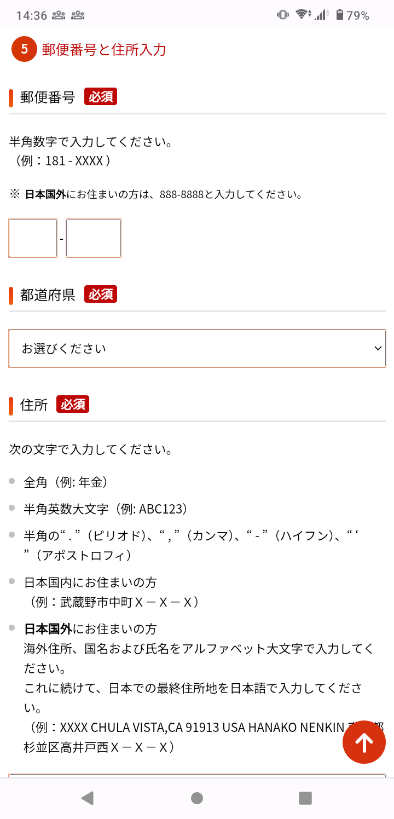 14:36
79%
5 郵便番号と住所入力
郵便番号 必須
半角数字で入力してください。
（例：181 - XXXX ）
※ 日本国外にお住まいの方は、888-8888と入力してください。
-
都道府県 必須
お選びください
住所 必須
次の文字で入力してください。
全角（例: 年金）
半角英数大文字（例: ABC123）
半角の“ . ”（ピリオド）、“ , ”（カンマ）、“ - ”（ハイフン）、“ ‘
”（アポストロフィ）
日本国内にお住まいの方
（例：武蔵野市中町Ｘ－Ｘ－Ｘ）
日本国外にお住まいの方
海外住所、国名および氏名をアルファベット大文字で入力してく
ださい。
これに続けて、日本での最終住所地を日本語で入力してくださ
い。
（例：XXXX CHULA VISTA,CA 91913 USA HANAKO NENKIN
杉並区高井戸西Ｘ－Ｘ－Ｘ）